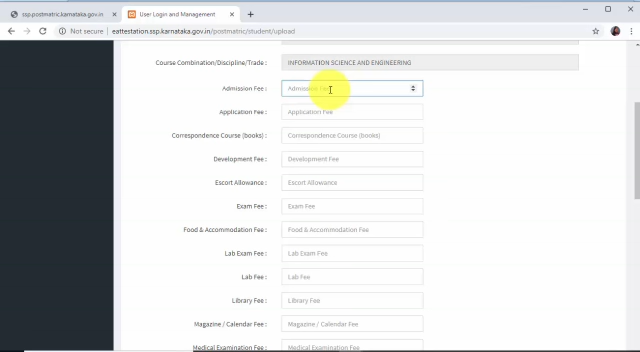 ssp.postmatric.karnataka.gov.in
User Login and Management
Not secure
eattestation.ssp.karnataka.gov.in/postmatric/student/upload
Course Combination/Discipline/Trade :
INFORMATION SCIENCE AND ENGINEERING
Admission Fee :
Admission Fee
Application Fee :
Application Fee
Correspondence Course (books) :
Correspondence Course (books)
Development Fee :
Development Fee
Escort Allowance :
Escort Allowance
Exam Fee :
Exam Fee
Food & Accommodation Fee :
Food & Accommodation Fee
Lab Exam Fee :
Lab Exam Fee
Lab Fee :
Lab Fee
Library Fee :
Library Fee
Magazine / Calendar Fee :
Magazine / Calendar Fee
Medical Examination Fee :
Medical Examination Fee